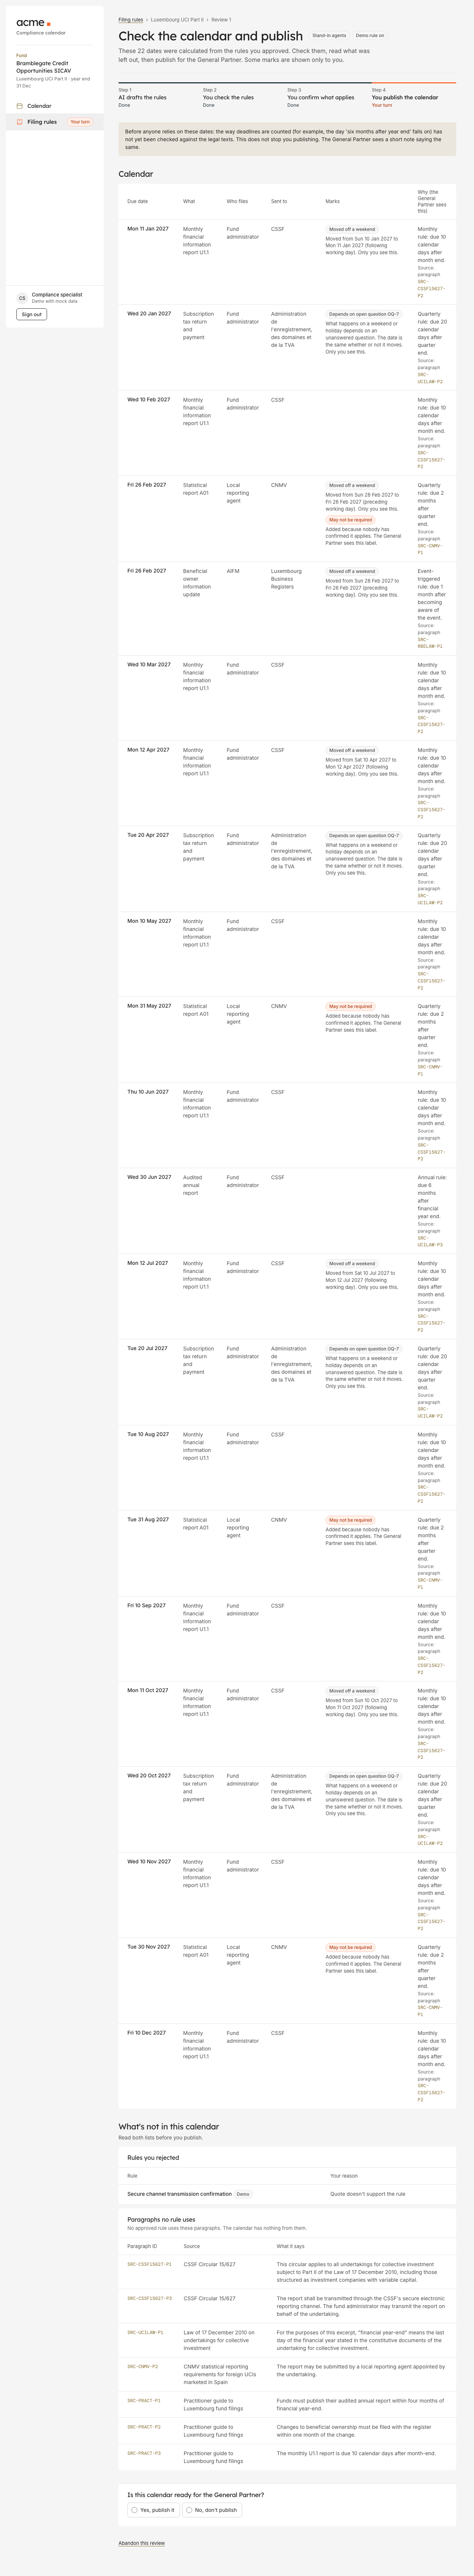 acme
Compliance calendar
Fund
Bramblegate Credit
Opportunities SICAV
Luxembourg UCI Part II · year end
31 Dec
Calendar
Filing rules
Your turn
CS
Compliance specialist
Demo with mock data
Sign out
Filing rules › Luxembourg UCI Part II › Review 1
Check the calendar and publish
Stand-in agents
Demo rule on
These 22 dates were calculated from the rules you approved. Check them, read what was
left out, then publish for the General Partner. Some marks are shown only to you.
Step 1
AI drafts the rules
Done
Step 2
You check the rules
Done
Step 3
You confirm what applies
Done
Step 4
You publish the calendar
Your turn
Before anyone relies on these dates: the way deadlines are counted (for example, the day 'six months after year end' falls on) has
not yet been checked against the legal texts. This does not stop you publishing. The General Partner sees a short note saying the
same.
Calendar
Due date
What
Who files
Sent to
Marks
Why (the
General
Partner sees
this)
Mon 11 Jan 2027
Monthly
financial
information
report U1.1
Fund
administrator
CSSF
Moved off a weekend
Moved from Sun 10 Jan 2027 to
Mon 11 Jan 2027 (following
working day). Only you see this.
Monthly
rule: due 10
calendar
days after
month end.
Source:
paragraph
SRC-
CSSF15627-
P2
Wed 20 Jan 2027
Subscription
tax return
and
payment
Fund
administrator
Administration
de
l'enregistrement,
des domaines et
de la TVA
Depends on open question OQ-7
What happens on a weekend or
holiday depends on an
unanswered question. The date is
the same whether or not it moves.
Only you see this.
Quarterly
rule: due 20
calendar
days after
quarter
end.
Source:
paragraph
SRC-
UCILAW-P2
Wed 10 Feb 2027
Monthly
financial
information
report U1.1
Fund
administrator
CSSF
Monthly
rule: due 10
calendar
days after
month end.
Source:
paragraph
SRC-
CSSF15627-
P2
Fri 26 Feb 2027
Statistical
report A01
Local
reporting
agent
CNMV
Moved off a weekend
Moved from Sun 28 Feb 2027 to
Fri 26 Feb 2027 (preceding
working day). Only you see this.
May not be required
Added because nobody has
confirmed it applies. The General
Partner sees this label.
Quarterly
rule: due 2
months
after
quarter
end.
Source:
paragraph
SRC-CNMV-
P1
Fri 26 Feb 2027
Beneficial
owner
information
update
AIFM
Luxembourg
Business
Registers
Moved off a weekend
Moved from Sun 28 Feb 2027 to
Fri 26 Feb 2027 (preceding
working day). Only you see this.
Event-
triggered
rule: due 1
month after
becoming
aware of
the event.
Source:
paragraph
SRC-
RBELAW-P1
Wed 10 Mar 2027
Monthly
financial
information
report U1.1
Fund
administrator
CSSF
Monthly
rule: due 10
calendar
days after
month end.
Source:
paragraph
SRC-
CSSF15627-
P2
Mon 12 Apr 2027
Monthly
financial
information
report U1.1
Fund
administrator
CSSF
Moved off a weekend
Moved from Sat 10 Apr 2027 to
Mon 12 Apr 2027 (following
working day). Only you see this.
Monthly
rule: due 10
calendar
days after
month end.
Source:
paragraph
SRC-
CSSF15627-
P2
Tue 20 Apr 2027
Subscription
tax return
and
payment
Fund
administrator
Administration
de
l'enregistrement,
des domaines et
de la TVA
Depends on open question OQ-7
What happens on a weekend or
holiday depends on an
unanswered question. The date is
the same whether or not it moves.
Only you see this.
Quarterly
rule: due 20
calendar
days after
quarter
end.
Source:
paragraph
SRC-
UCILAW-P2
Mon 10 May 2027
Monthly
financial
information
report U1.1
Fund
administrator
CSSF
Monthly
rule: due 10
calendar
days after
month end.
Source:
paragraph
SRC-
CSSF15627-
P2
Mon 31 May 2027
Statistical
report A01
Local
reporting
agent
CNMV
May not be required
Added because nobody has
confirmed it applies. The General
Partner sees this label.
Quarterly
rule: due 2
months
after
quarter
end.
Source:
paragraph
SRC-CNMV-
P1
Thu 10 Jun 2027
Monthly
financial
information
report U1.1
Fund
administrator
CSSF
Monthly
rule: due 10
calendar
days after
month end.
Source:
paragraph
SRC-
CSSF15627-
P2
Wed 30 Jun 2027
Audited
annual
report
Fund
administrator
CSSF
Annual rule:
due 6
months
after
financial
year end.
Source:
paragraph
SRC-
UCILAW-P3
Mon 12 Jul 2027
Monthly
financial
information
report U1.1
Fund
administrator
CSSF
Moved off a weekend
Moved from Sat 10 Jul 2027 to
Mon 12 Jul 2027 (following
working day). Only you see this.
Monthly
rule: due 10
calendar
days after
month end.
Source:
paragraph
SRC-
CSSF15627-
P2
Tue 20 Jul 2027
Subscription
tax return
and
payment
Fund
administrator
Administration
de
l'enregistrement,
des domaines et
de la TVA
Depends on open question OQ-7
What happens on a weekend or
holiday depends on an
unanswered question. The date is
the same whether or not it moves.
Only you see this.
Quarterly
rule: due 20
calendar
days after
quarter
end.
Source:
paragraph
SRC-
UCILAW-P2
Tue 10 Aug 2027
Monthly
financial
information
report U1.1
Fund
administrator
CSSF
Monthly
rule: due 10
calendar
days after
month end.
Source:
paragraph
SRC-
CSSF15627-
P2
Tue 31 Aug 2027
Statistical
report A01
Local
reporting
agent
CNMV
May not be required
Added because nobody has
confirmed it applies. The General
Partner sees this label.
Quarterly
rule: due 2
months
after
quarter
end.
Source:
paragraph
SRC-CNMV-
P1
Fri 10 Sep 2027
Monthly
financial
information
report U1.1
Fund
administrator
CSSF
Monthly
rule: due 10
calendar
days after
month end.
Source:
paragraph
SRC-
CSSF15627-
P2
Mon 11 Oct 2027
Monthly
financial
information
report U1.1
Fund
administrator
CSSF
Moved off a weekend
Moved from Sun 10 Oct 2027 to
Mon 11 Oct 2027 (following
working day). Only you see this.
Monthly
rule: due 10
calendar
days after
month end.
Source:
paragraph
SRC-
CSSF15627-
P2
Wed 20 Oct 2027
Subscription
tax return
and
payment
Fund
administrator
Administration
de
l'enregistrement,
des domaines et
de la TVA
Depends on open question OQ-7
What happens on a weekend or
holiday depends on an
unanswered question. The date is
the same whether or not it moves.
Only you see this.
Quarterly
rule: due 20
calendar
days after
quarter
end.
Source:
paragraph
SRC-
UCILAW-P2
Wed 10 Nov 2027
Monthly
financial
information
report U1.1
Fund
administrator
CSSF
Monthly
rule: due 10
calendar
days after
month end.
Source:
paragraph
SRC-
CSSF15627-
P2
Tue 30 Nov 2027
Statistical
report A01
Local
reporting
agent
CNMV
May not be required
Added because nobody has
confirmed it applies. The General
Partner sees this label.
Quarterly
rule: due 2
months
after
quarter
end.
Source:
paragraph
SRC-CNMV-
P1
Fri 10 Dec 2027
Monthly
financial
information
report U1.1
Fund
administrator
CSSF
Monthly
rule: due 10
calendar
days after
month end.
Source:
paragraph
SRC-
CSSF15627-
P2
What's not in this calendar
Read both lists before you publish.
Rules you rejected
Rule
Your reason
Secure channel transmission confirmation
Demo
Quote doesn't support the rule
Paragraphs no rule uses
No approved rule uses these paragraphs. The calendar has nothing from them.
Paragraph ID
Source
What it says
SRC-CSSF15627-P1
CSSF Circular 15/627
This circular applies to all undertakings for collective investment
subject to Part II of the Law of 17 December 2010, including those
structured as investment companies with variable capital.
SRC-CSSF15627-P3
CSSF Circular 15/627
The report shall be transmitted through the CSSF's secure electronic
reporting channel. The fund administrator may transmit the report on
behalf of the undertaking.
SRC-UCILAW-P1
Law of 17 December 2010 on
undertakings for collective
investment
For the purposes of this excerpt, "financial year-end" means the last
day of the financial year stated in the constitutive documents of the
undertaking for collective investment.
SRC-CNMV-P2
CNMV statistical reporting
requirements for foreign UCIs
marketed in Spain
The report may be submitted by a local reporting agent appointed by
the undertaking.
SRC-PRACT-P1
Practitioner guide to
Luxembourg fund filings
Funds must publish their audited annual report within four months of
financial year-end.
SRC-PRACT-P2
Practitioner guide to
Luxembourg fund filings
Changes to beneficial ownership must be filed with the register
within one month of the change.
SRC-PRACT-P3
Practitioner guide to
Luxembourg fund filings
The monthly U1.1 report is due 10 calendar days after month-end.
Is this calendar ready for the General Partner?
Yes, publish it
No, don't publish
Abandon this review